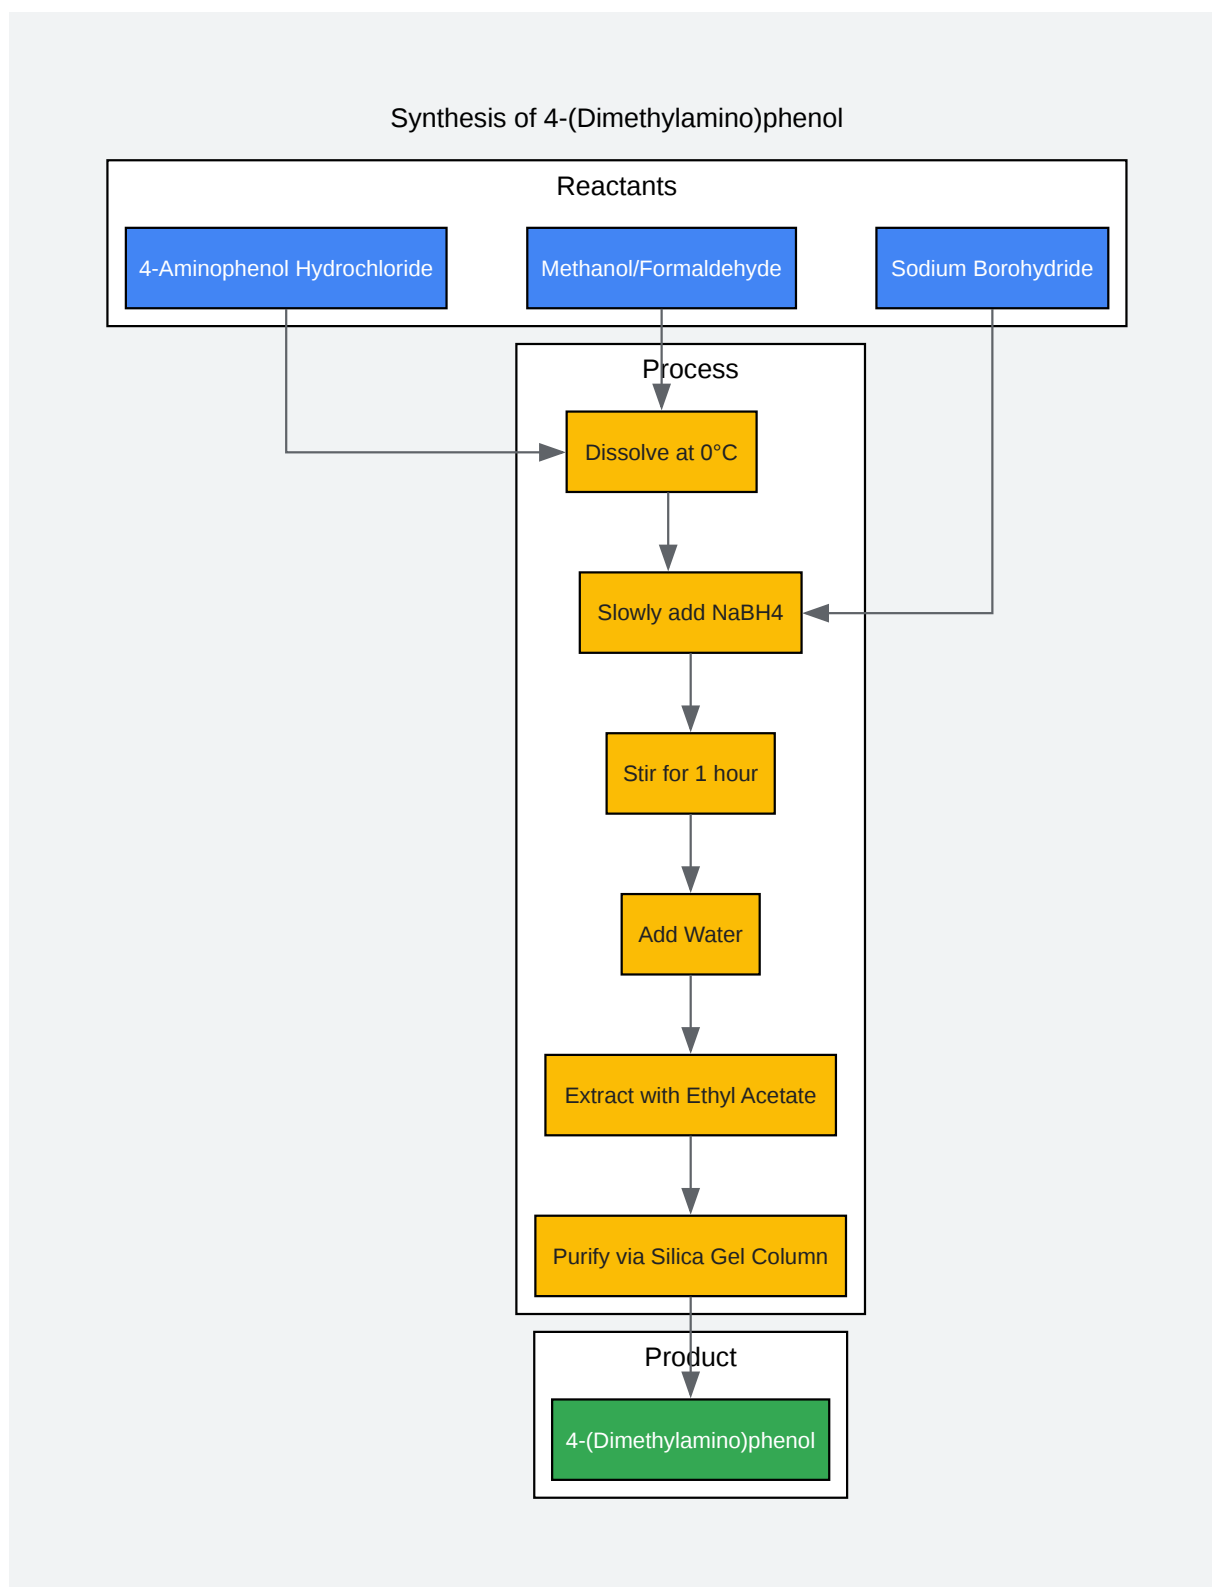 Synthesis of 4-(Dimethylamino)phenol
Reactants
4-Aminophenol Hydrochloride
Methanol/Formaldehyde
Sodium Borohydride
Process
Dissolve at 0°C
Slowly add NaBH4
Stir for 1 hour
Add Water
Extract with Ethyl Acetate
Purify via Silica Gel Column
Product
4-(Dimethylamino)phenol